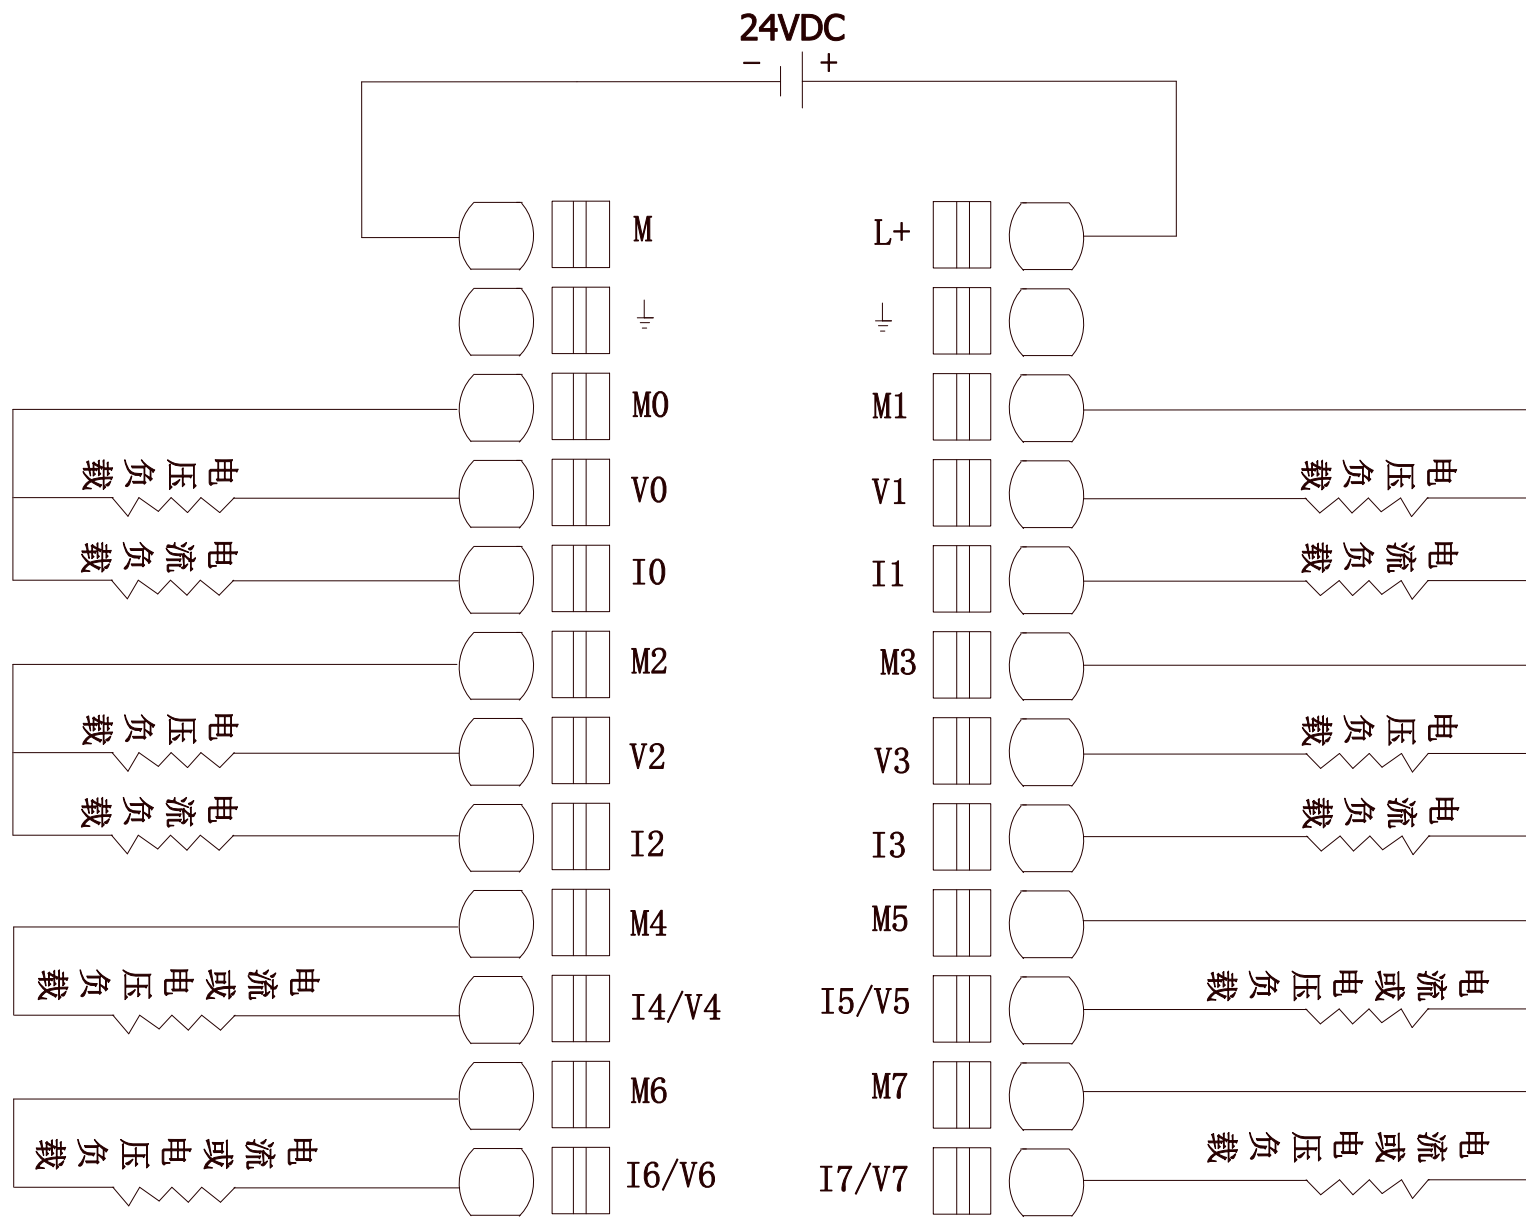 24VDC
- +
M
L+
M0
M1
电压负载
V0
V1
电压负载
电流负载
I0
I1
电流负载
M2
M3
电压负载
V2
V3
电压负载
电流负载
I2
I3
电流负载
M4
M5
电流或电压负载
I4/V4
I5/V5
电流或电压负载
M6
M7
电流或电压负载
I6/V6
I7/V7
电流或电压负载